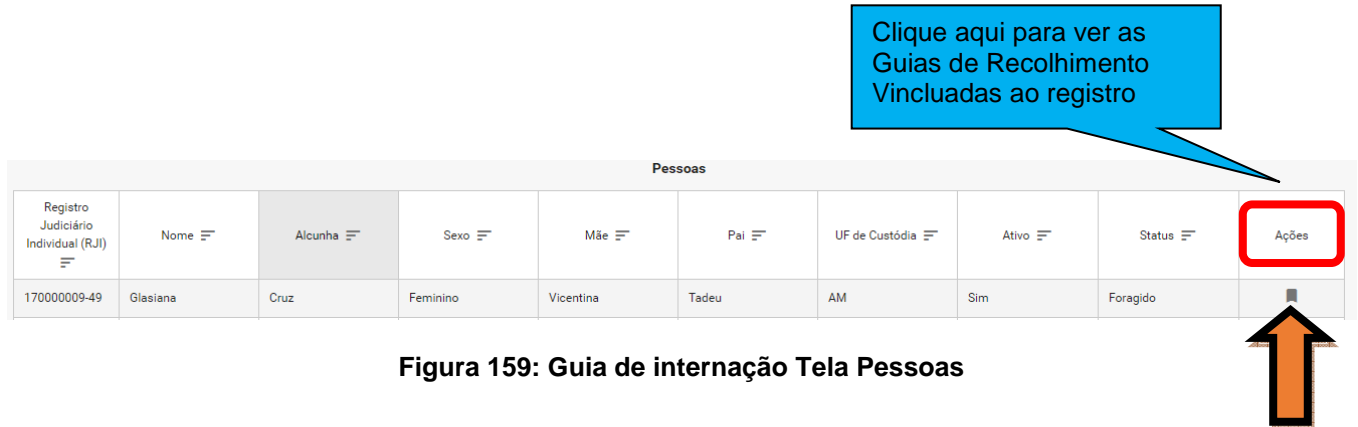 Clique aqui para ver as
Guias de Recolhimento
Vincluadas ao registro
Pessoas
Registro
Judiciário
Individual (RJI)
Nome
Alcunha
Sexo
Mãe
Pai
UF de Custódia
Ativo
Status
Ações
170000009-49 Glasiana Cruz Feminino Vicentina Tadeu AM Sim Foragido
Figura 159: Guia de internação Tela Pessoas